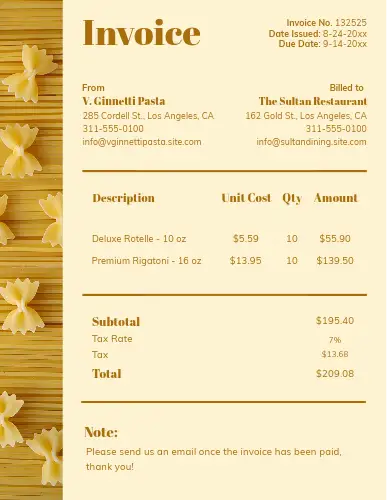 Invoice
Invoice No. 132525
Date Issued: 8-24-20xx
Due Date: 9-14-20xx
From
V. Ginnetti Pasta
285 Cordell St., Los Angeles, CA
311-555-0100
info@vginnettipasta.site.com
Billed to
The Sultan Restaurant
162 Gold St., Los Angeles, CA
311-555-0100
info@sultandining.site.com
Description Unit Cost Qty Amount
Deluxe Rotelle - 10 oz $5.59 10 $55.90
Premium Rigatoni - 16 oz $13.95 10 $139.50
Subtotal $195.40
Tax Rate 7%
Tax $13.68
Total $209.08
Note:
Please send us an email once the invoice has been paid,
thank you!